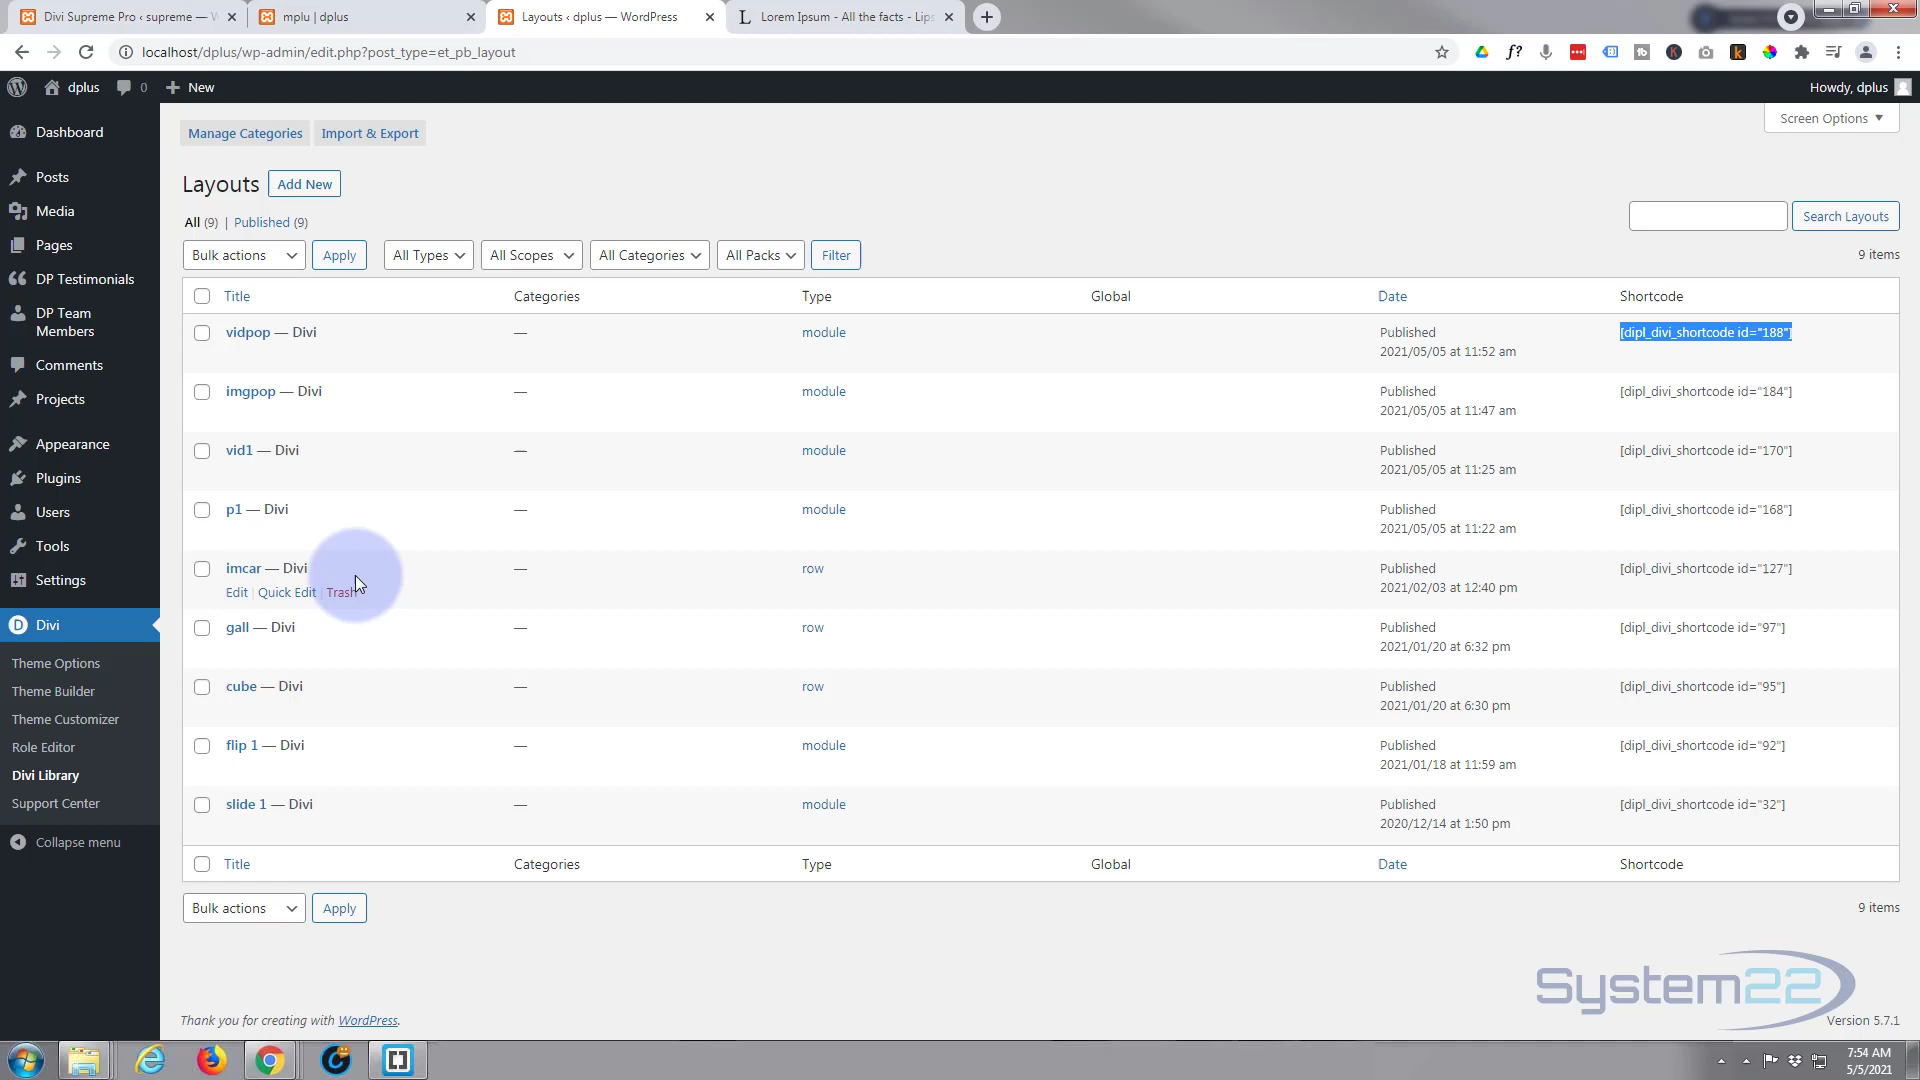 Divi Supreme Pro ‹ supreme — W
mplu | dplus
Layouts ‹ dplus — WordPress
Lorem Ipsum - All the facts - Lips
localhost/dplus/wp-admin/edit.php?post_type=et_pb_layout
dplus 0 New
Howdy, dplus
Screen Options
Dashboard
Posts
Media
Pages
DP Testimonials
DP Team
Members
Comments
Projects
Appearance
Plugins
Users
Tools
Settings
Divi
Theme Options
Theme Builder
Theme Customizer
Role Editor
Divi Library
Support Center
Collapse menu
Manage Categories
Import & Export
Layouts Add New
All (9) | Published (9)
Search Layouts
Bulk actions Apply All Types All Scopes All Categories All Packs Filter
9 items
Title Categories Type Global Date Shortcode
vidpop — Divi — module Published [dipl_divi_shortcode id="188"]
2021/05/05 at 11:52 am
imgpop — Divi — module Published [dipl_divi_shortcode id="184"]
2021/05/05 at 11:47 am
vid1 — Divi — module Published [dipl_divi_shortcode id="170"]
2021/05/05 at 11:25 am
p1 — Divi — module Published [dipl_divi_shortcode id="168"]
2021/05/05 at 11:22 am
imcar — Divi — row Published [dipl_divi_shortcode id="127"]
Edit | Quick Edit | Trash 2021/02/03 at 12:40 pm
gall — Divi — row Published [dipl_divi_shortcode id="97"]
2021/01/20 at 6:32 pm
cube — Divi — row Published [dipl_divi_shortcode id="95"]
2021/01/20 at 6:30 pm
flip 1 — Divi — module Published [dipl_divi_shortcode id="92"]
2021/01/18 at 11:59 am
slide 1 — Divi — module Published [dipl_divi_shortcode id="32"]
2020/12/14 at 1:50 pm
Title Categories Type Global Date Shortcode
Bulk actions Apply
9 items
System22
Thank you for creating with WordPress.
Version 5.7.1
7:54 AM
5/5/2021